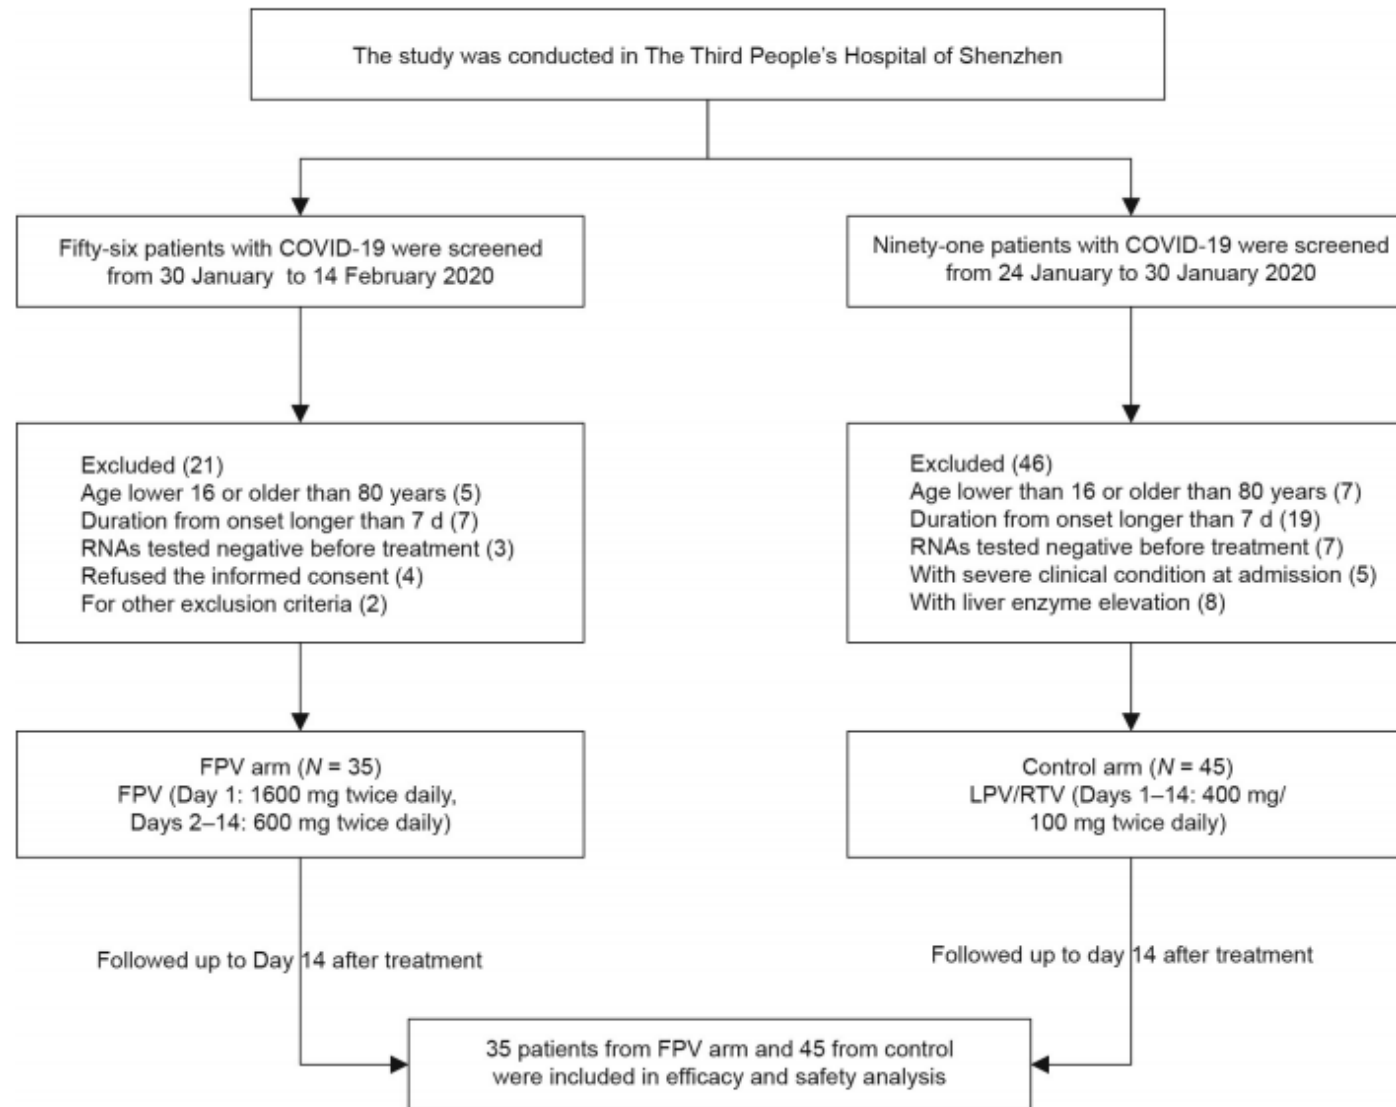 The study was conducted in The Third People's Hospital of Shenzhen
Fifty-six patients with COVID-19 were screened
from 30 January to 14 February 2020
Ninety-one patients with COVID-19 were screened
from 24 January to 30 January 2020
Excluded (21)
Age lower 16 or older than 80 years (5)
Duration from onset longer than 7 d (7)
RNAs tested negative before treatment (3)
Refused the informed consent (4)
For other exclusion criteria (2)
Excluded (46)
Age lower than 16 or older than 80 years (7)
Duration from onset longer than 7 d (19)
RNAs tested negative before treatment (7)
With severe clinical condition at admission (5)
With liver enzyme elevation (8)
FPV arm (N = 35)
FPV (Day 1: 1600 mg twice daily,
Days 2–14: 600 mg twice daily)
Control arm (N = 45)
LPV/RTV (Days 1–14: 400 mg/
100 mg twice daily)
Followed up to Day 14 after treatment
Followed up to day 14 after treatment
35 patients from FPV arm and 45 from control
were included in efficacy and safety analysis